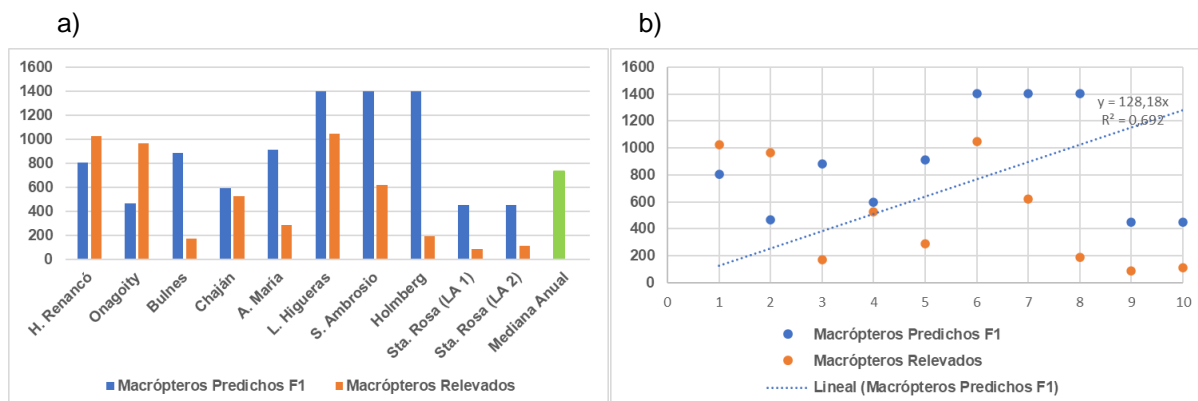 a)
1600
1400
1200
1000
800
600
400
200
0
H. Renancó
Onagoity
Bulnes
Chaján
A. María
L. Higueras
S. Ambrosio
Holmberg
Sta. Rosa (LA 1)
Sta. Rosa (LA 2)
Mediana Anual
Macrópteros Predichos F1
Macrópteros Relevados
b)
1600
1400
1200
1000
800
600
400
200
0
y = 128,18x
R² = 0,692
0 1 2 3 4 5 6 7 8 9 10
Macrópteros Predichos F1
Macrópteros Relevados
Lineal (Macrópteros Predichos F1)